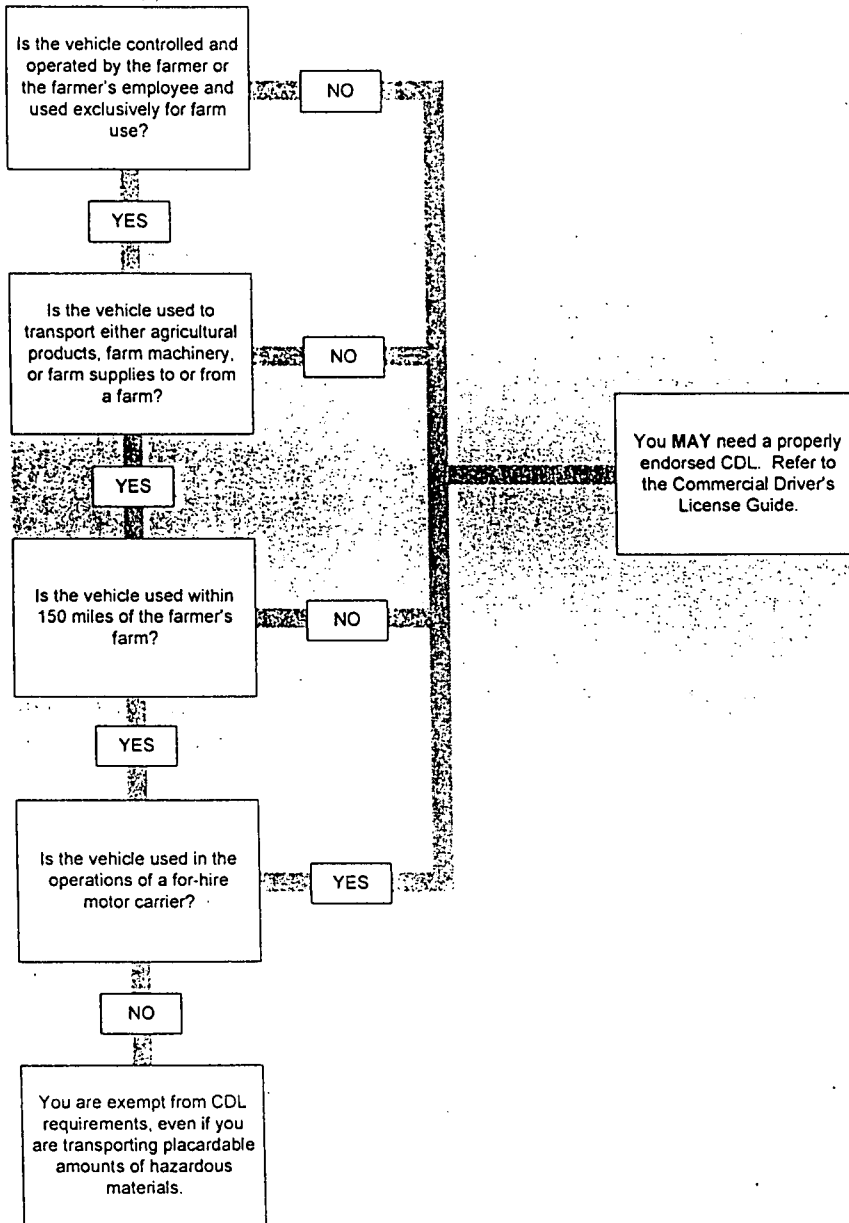 Is the vehicle controlled and
operated by the farmer or
the farmer's employee and
used exclusively for farm
use?
NO
YES
Is the vehicle used to
transport either agricultural
products, farm machinery,
or farm supplies to or from
a farm?
NO
YES
You MAY need a properly
endorsed CDL. Refer to
the Commercial Driver's
License Guide.
Is the vehicle used within
150 miles of the farmer's
farm?
NO
YES
Is the vehicle used in the
operations of a for-hire
motor carrier?
YES
NO
You are exempt from CDL
requirements, even if you
are transporting placardable
amounts of hazardous
materials.